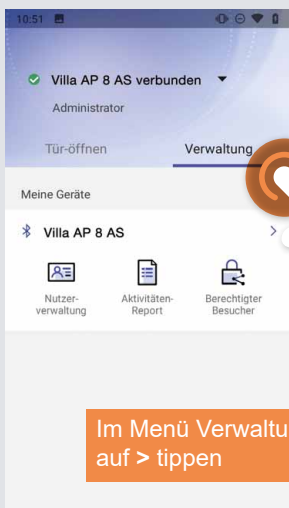 10:51
Villa AP 8 AS verbunden
Administrator
Tür-öffnen Verwaltung
Meine Geräte
Villa AP 8 AS >
Nutzer-
verwaltung
Aktivitäten-
Report
Berechtigter
Besucher
Im Menü Verwaltu
auf > tippen